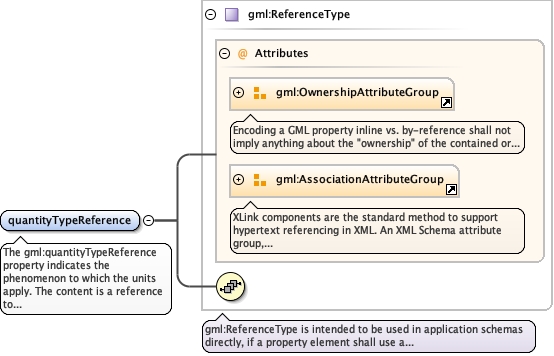 gml:ReferenceType
@ Attributes
gml:OwnershipAttributeGroup
Encoding a GML property inline vs. by-reference shall not
imply anything about the "ownership" of the contained or...
gml:AssociationAttributeGroup
XLink components are the standard method to support
hypertext referencing in XML. An XML Schema attribute
group,...
quantityTypeReference
The gml:quantityTypeReference
property indicates the
phenomenon to which the units
apply. The content is a reference
to...
gml:ReferenceType is intended to be used in application schemas
directly, if a property element shall use a...